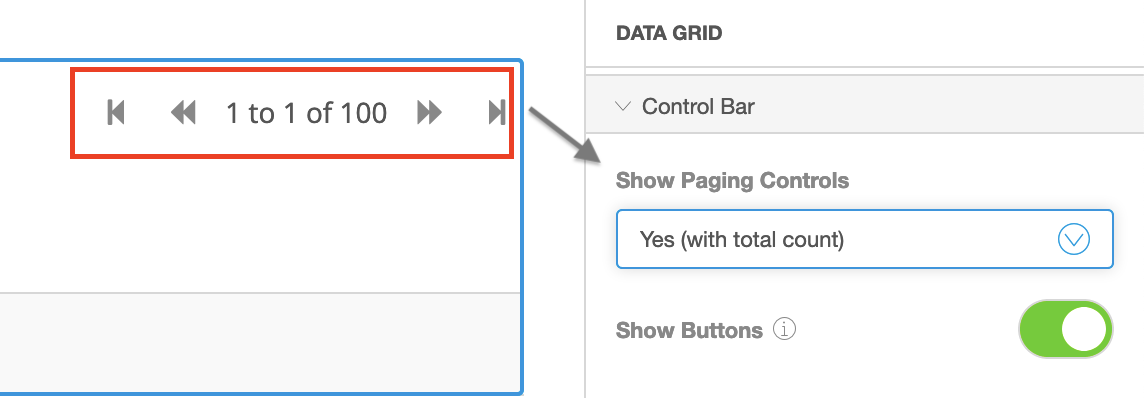 1 to 1 of 100
DATA GRID
Control Bar
Show Paging Controls
Yes (with total count)
Show Buttons